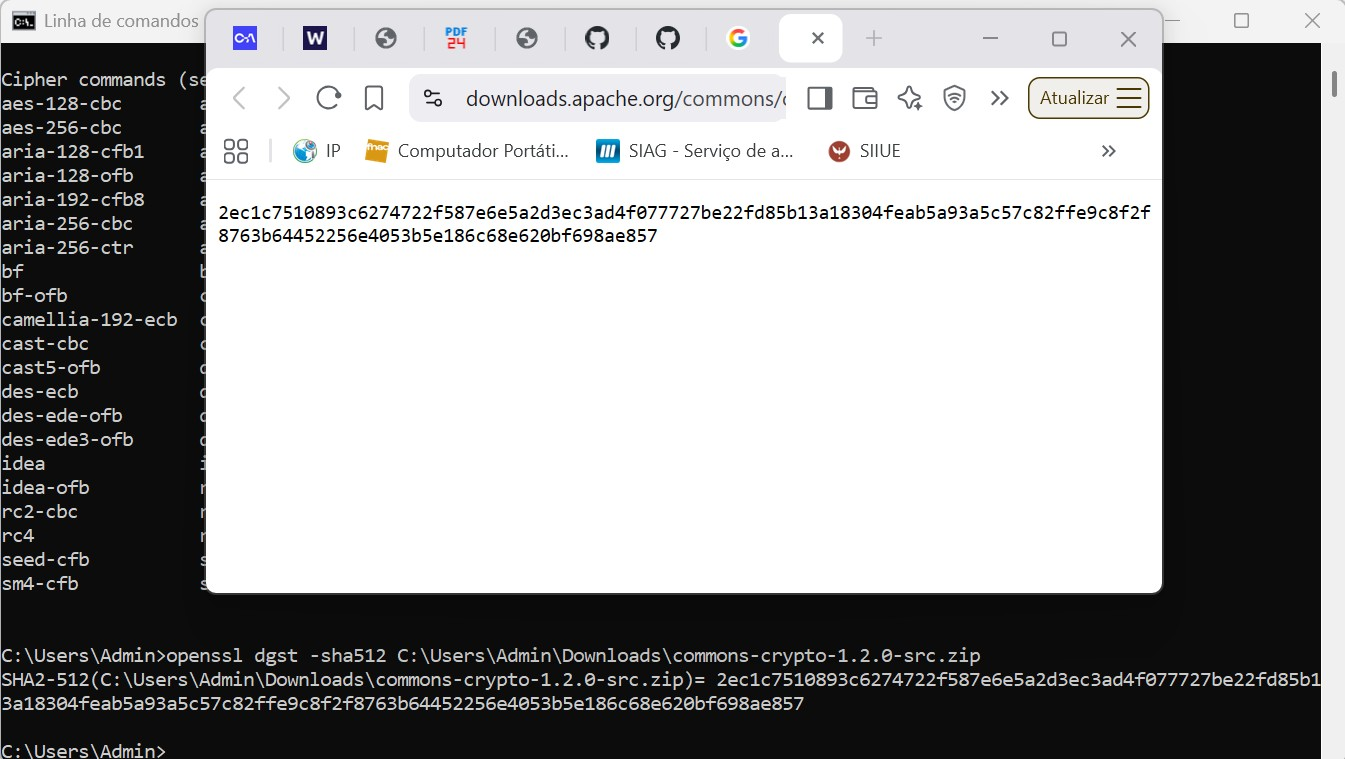 Linha de comandos
PDF
24
downloads.apache.org/commons/
Atualizar
IP
Computador Portáti...
SIAG - Serviço de a...
SIIUE
2ec1c7510893c6274722f587e6e5a2d3ec3ad4f077727be22fd85b13a18304feab5a93a5c57c82ffe9c8f2f
8763b64452256e4053b5e186c68e620bf698ae857
Cipher commands
aes-128-cbc
aes-256-cbc
aria-128-cfb1
aria-128-ofb
aria-192-cfb8
aria-256-cbc
aria-256-ctr
bf
bf-ofb
camellia-192-ecb
cast-cbc
cast5-ofb
des-ecb
des-ede-ofb
des-ede3-ofb
idea
idea-ofb
rc2-cbc
rc4
seed-cfb
sm4-cfb
C:\Users\Admin>openssl dgst -sha512 C:\Users\Admin\Downloads\commons-crypto-1.2.0-src.zip
SHA2-512(C:\Users\Admin\Downloads\commons-crypto-1.2.0-src.zip)= 2ec1c7510893c6274722f587e6e5a2d3ec3ad4f077727be22fd85b1
3a18304feab5a93a5c57c82ffe9c8f2f8763b64452256e4053b5e186c68e620bf698ae857
C:\Users\Admin>